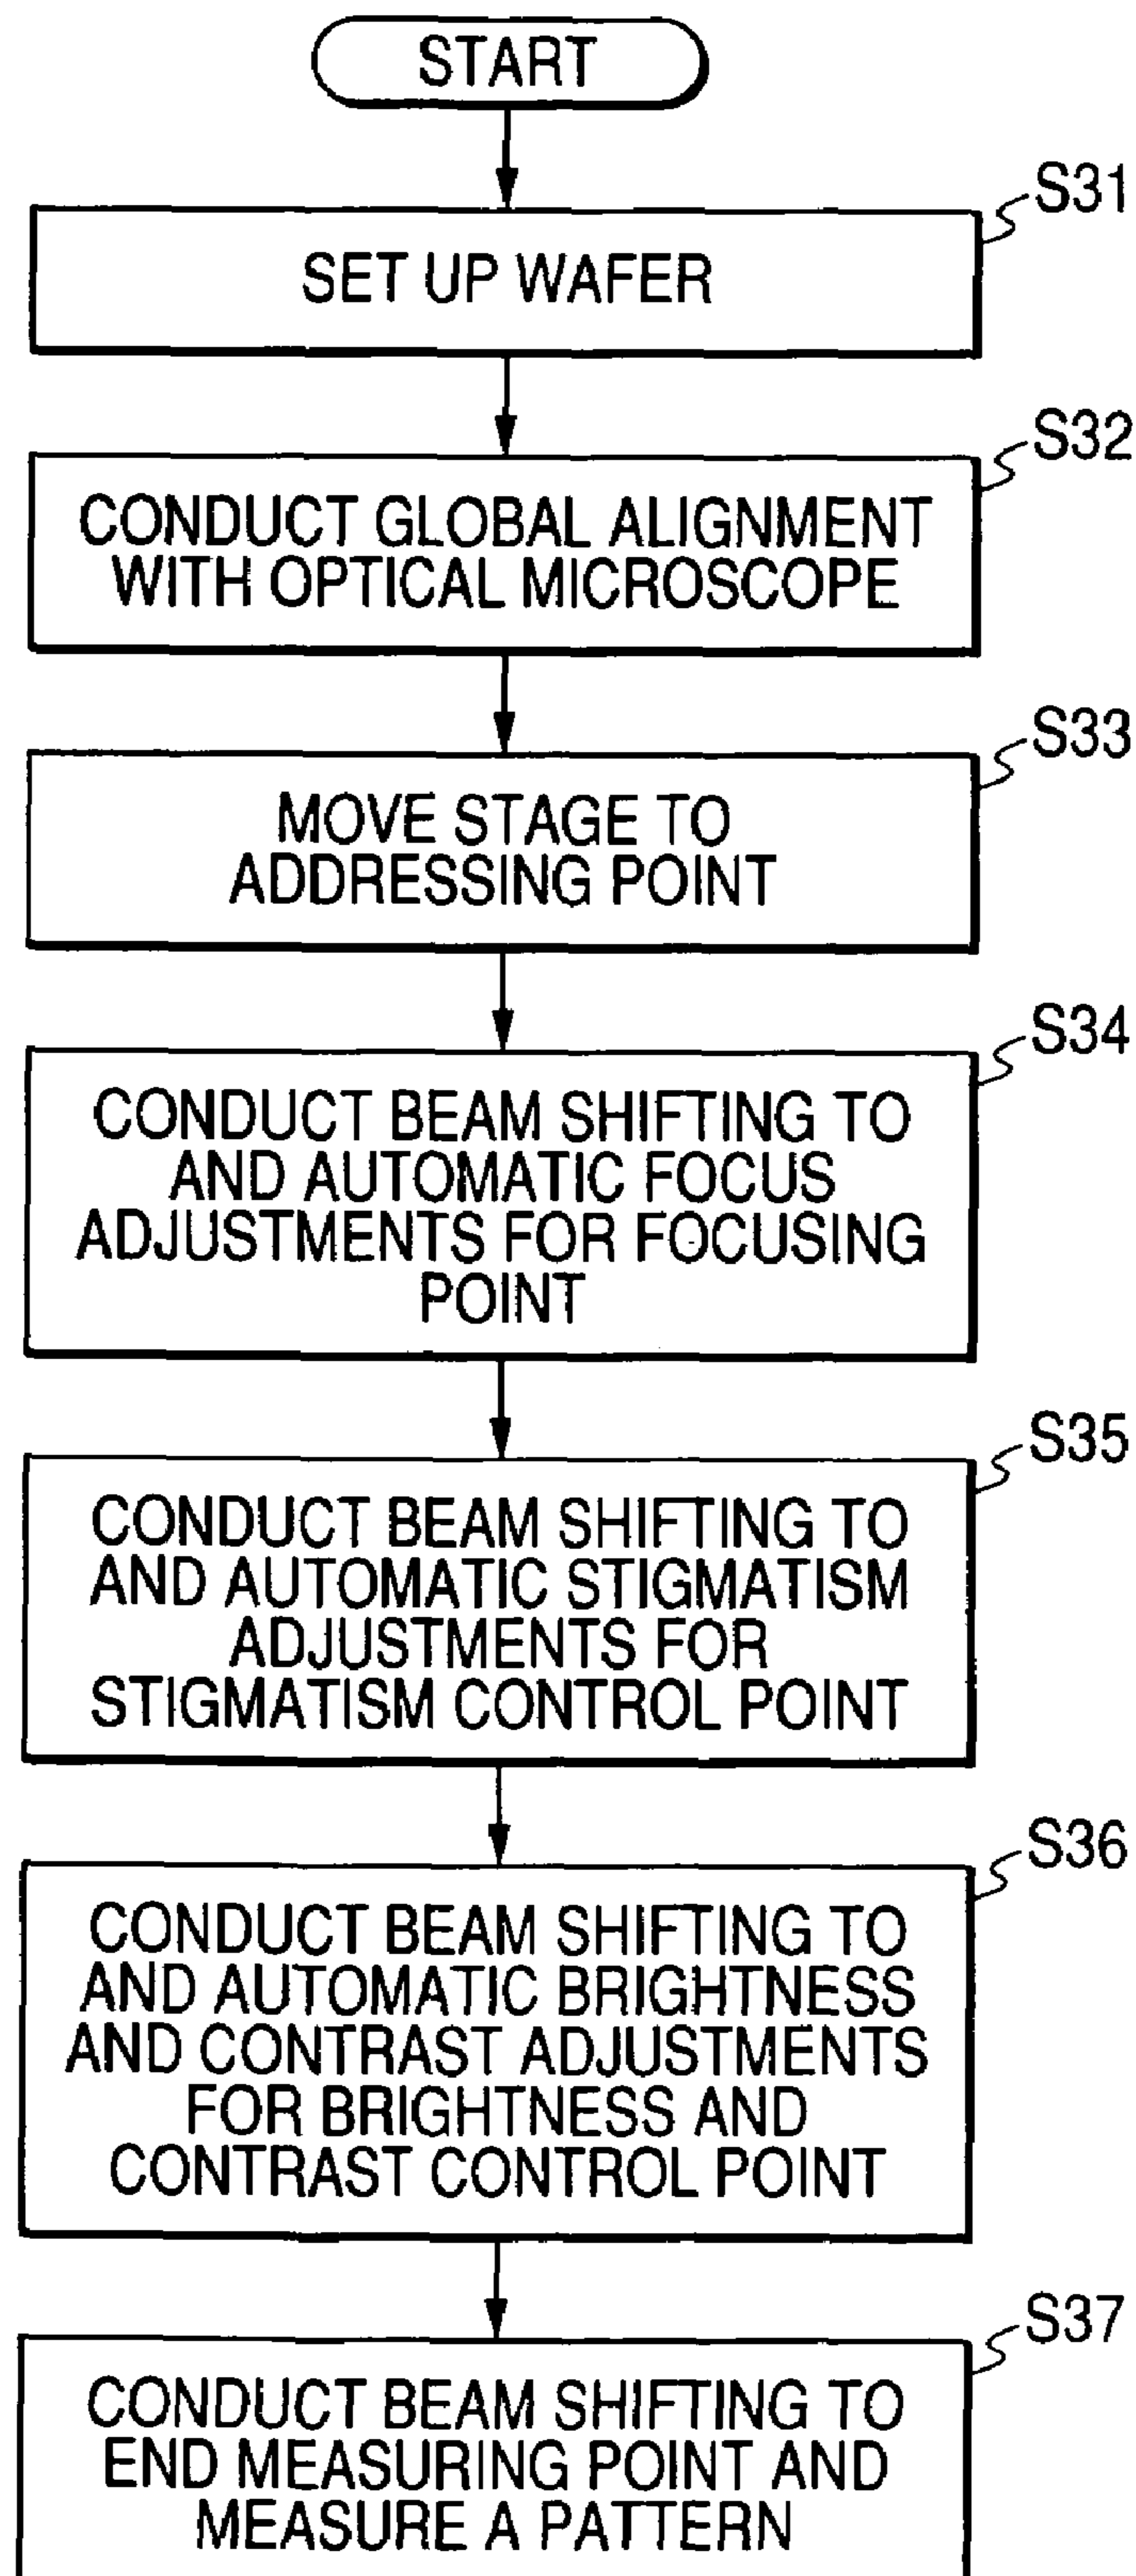 START
S31
SET UP WAFER
S32
CONDUCT GLOBAL ALIGNMENT
WITH OPTICAL MICROSCOPE
S33
MOVE STAGE TO
ADDRESSING POINT
S34
CONDUCT BEAM SHIFTING TO
AND AUTOMATIC FOCUS
ADJUSTMENTS FOR FOCUSING
POINT
S35
CONDUCT BEAM SHIFTING TO
AND AUTOMATIC STIGMATISM
ADJUSTMENTS FOR
STIGMATISM CONTROL POINT
S36
CONDUCT BEAM SHIFTING TO
AND AUTOMATIC BRIGHTNESS
AND CONTRAST ADJUSTMENTS
FOR BRIGHTNESS AND
CONTRAST CONTROL POINT
S37
CONDUCT BEAM SHIFTING TO
END MEASURING POINT AND
MEASURE A PATTERN